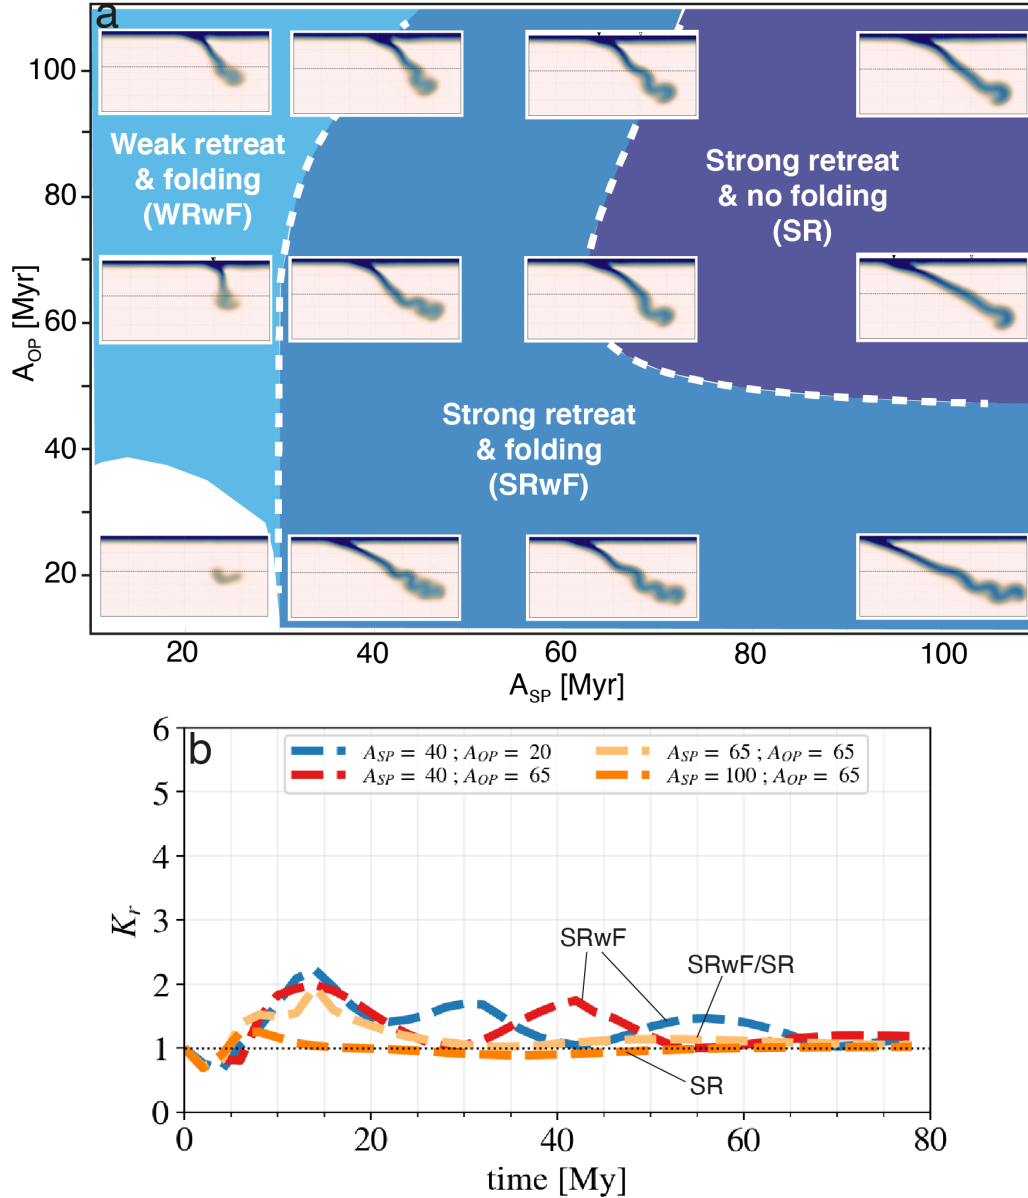 a
100
80
60
40
20
A_OP [Myr]
Weak retreat
& folding
(WRwF)
Strong retreat
& no folding
(SR)
Strong retreat
& folding
(SRwF)
20
40
60
80
100
A_SP [Myr]
b
A_SP = 40 ; A_OP = 20
A_SP = 40 ; A_OP = 65
A_SP = 65 ; A_OP = 65
A_SP = 100 ; A_OP = 65
6
5
4
3
2
1
0
K_r
SRwF
SRwF/SR
SR
0
20
40
60
80
time [My]